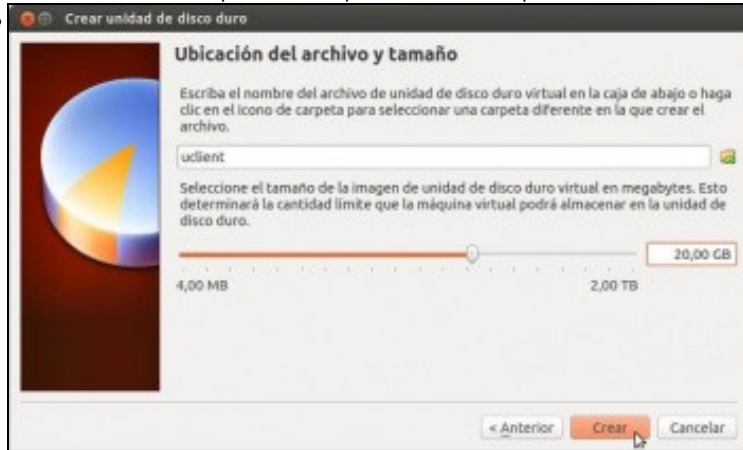 Crear unidad de disco duro
Ubicación del archivo y tamaño
Escriba el nombre del archivo de unidad de disco duro virtual en la caja de abajo o haga
clic en el icono de carpeta para seleccionar una carpeta diferente en la que crear el
archivo.
uclient
Seleccione el tamaño de la imagen de unidad de disco duro virtual en megabytes. Esto
determinará la cantidad límite que la máquina virtual podrá almacenar en la unidad de
disco duro.
20,00 GB
4,00 MB 2,00 TB
< Anterior Crear Cancelar